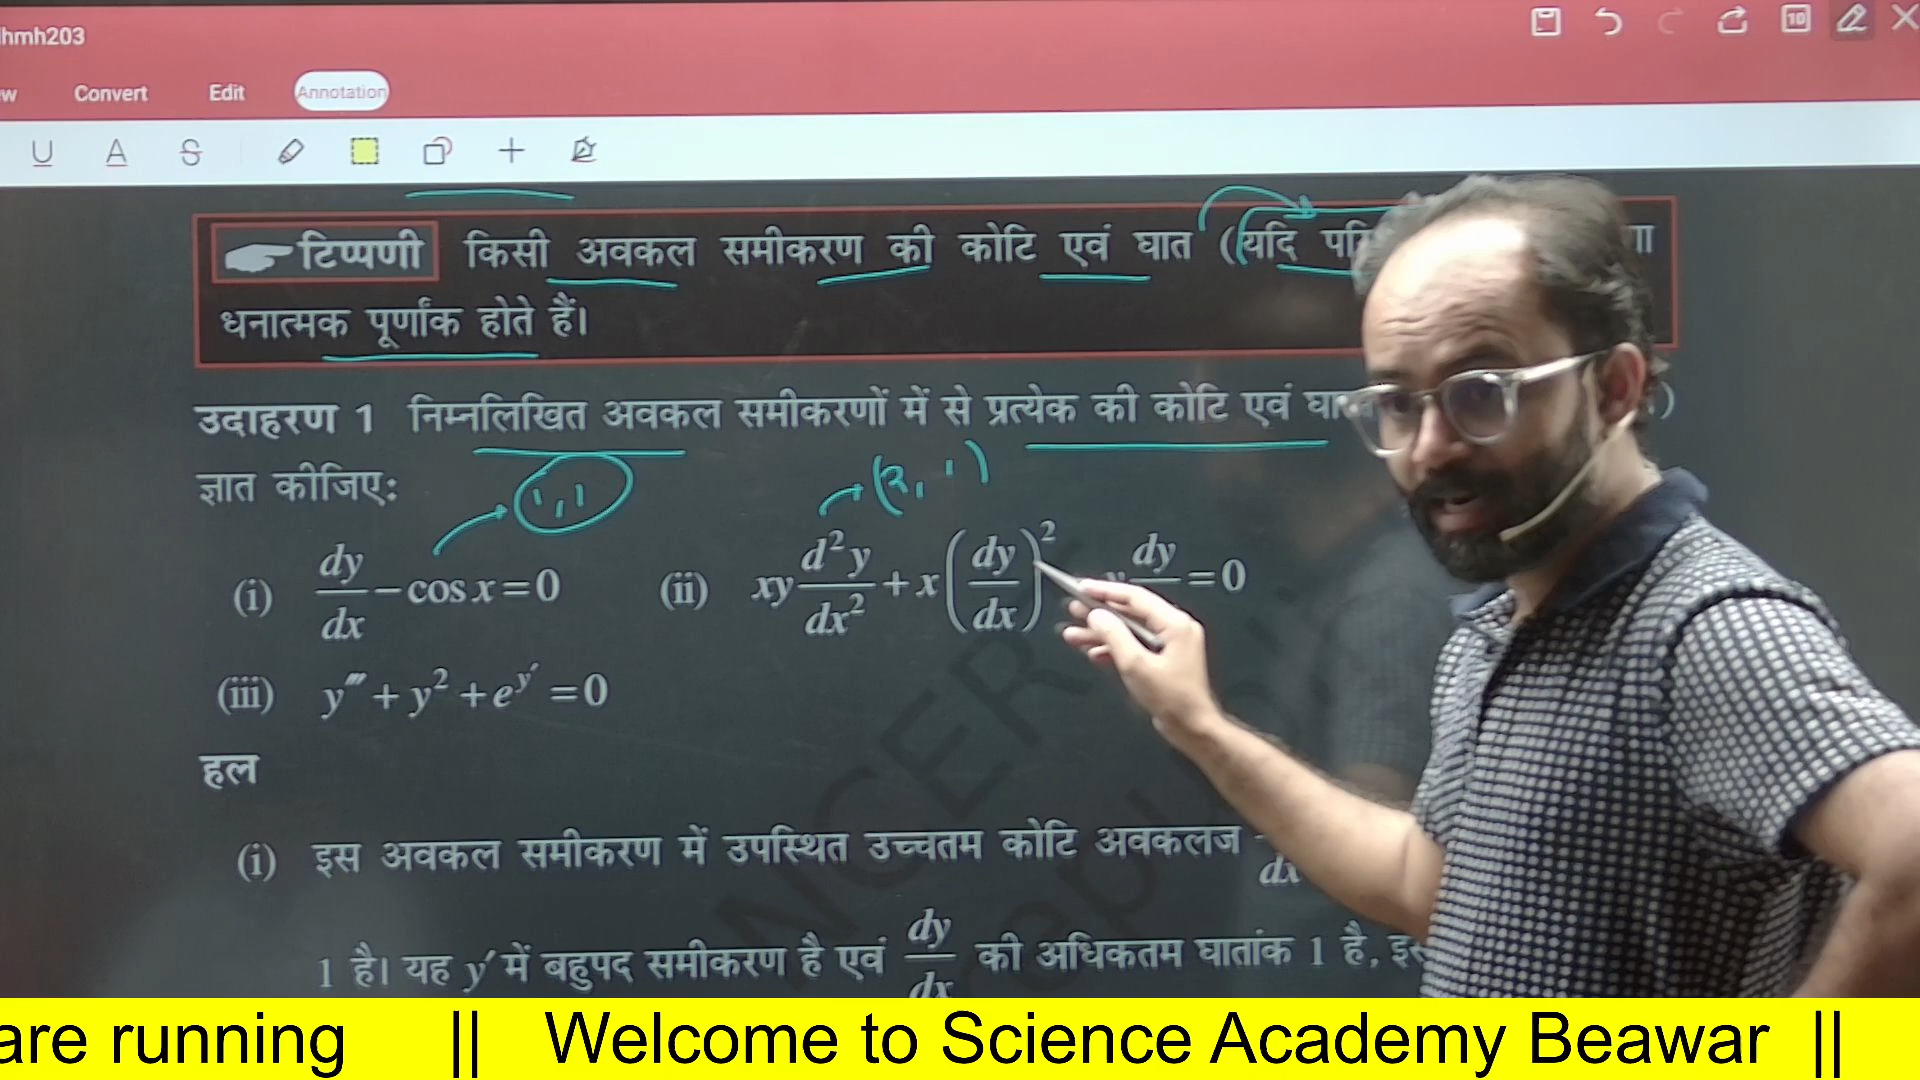 hmh203
Convert Edit Annotation
टिप्पणी किसी अवकल समीकरण की कोटि एवं घात (यदि
धनात्मक पूर्णांक होते हैं।
उदाहरण 1 निम्नलिखित अवकल समीकरणों में से प्रत्येक की कोटि एवं
ज्ञात कीजिए:
1, 1
(2, 1)
(i) dy/dx − cos x = 0 (ii) xy d²y/dx² + x (dy/dx)² dy = 0
(iii) y‴ + y² + e^y′ = 0
हल
(i) इस अवकल समीकरण में उपस्थित उच्चतम कोटि अवकलज dx
1 है। यह y′ में बहुपद समीकरण है एवं dy/dx की अधिकतम घातांक 1 है,
are running || Welcome to Science Academy Beawar ||